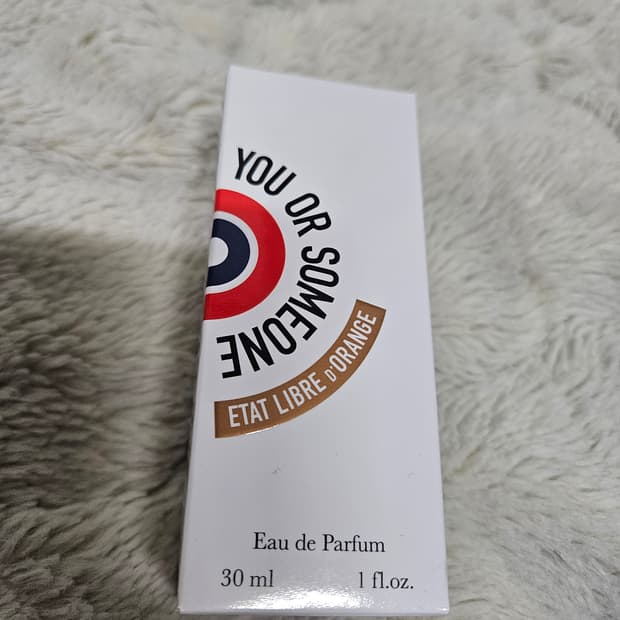 YOU OR SOMEONE
ETAT LIBRE D'ORANGE
Eau de Parfum
30 ml 1 fl.oz.